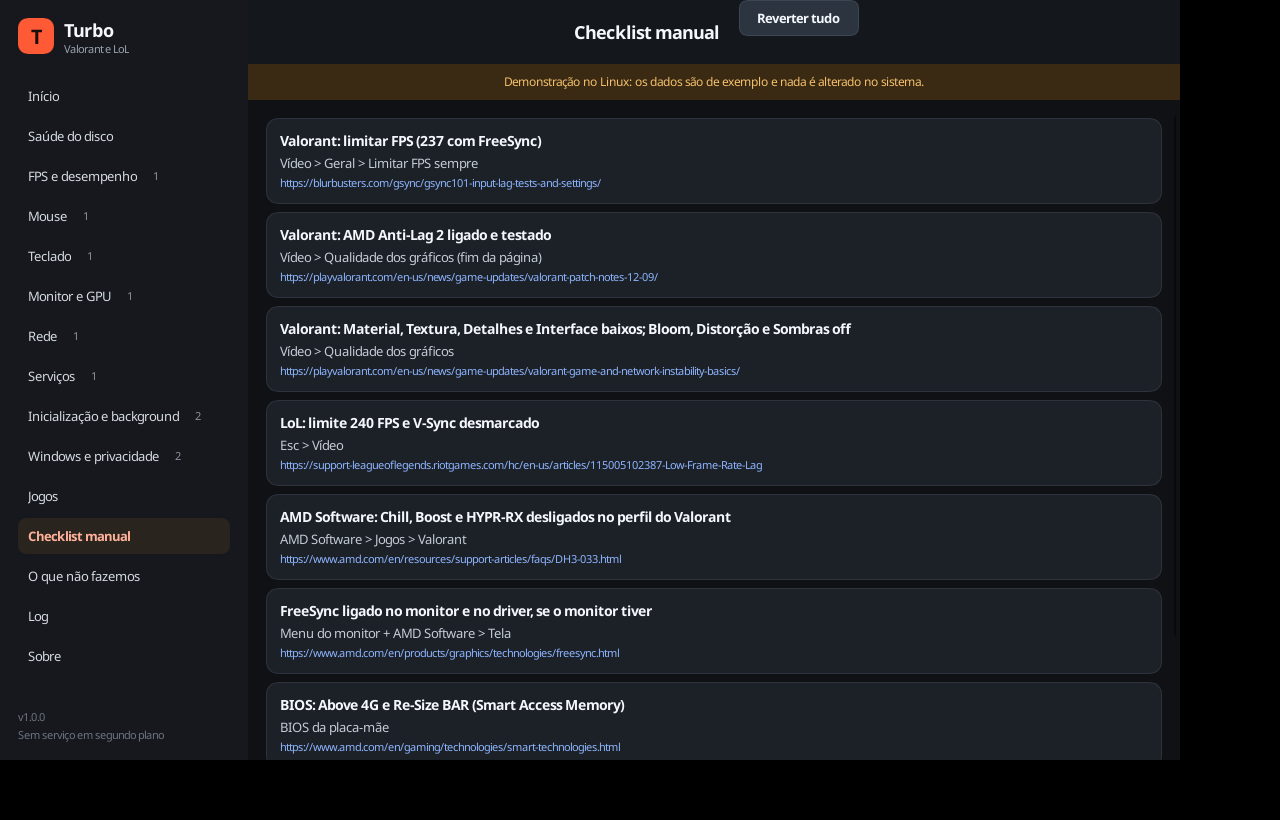 T
Turbo
Valorant e LoL
Início
Saúde do disco
FPS e desempenho 1
Mouse 1
Teclado 1
Monitor e GPU 1
Rede 1
Serviços 1
Inicialização e background 2
Windows e privacidade 2
Jogos
Checklist manual
O que não fazemos
Log
Sobre
v1.0.0
Sem serviço em segundo plano
Checklist manual
Reverter tudo
Demonstração no Linux: os dados são de exemplo e nada é alterado no sistema.
Valorant: limitar FPS (237 com FreeSync)
Vídeo > Geral > Limitar FPS sempre
https://blurbusters.com/gsync/gsync101-input-lag-tests-and-settings/
Valorant: AMD Anti-Lag 2 ligado e testado
Vídeo > Qualidade dos gráficos (fim da página)
https://playvalorant.com/en-us/news/game-updates/valorant-patch-notes-12-09/
Valorant: Material, Textura, Detalhes e Interface baixos; Bloom, Distorção e Sombras off
Vídeo > Qualidade dos gráficos
https://playvalorant.com/en-us/news/game-updates/valorant-game-and-network-instability-basics/
LoL: limite 240 FPS e V-Sync desmarcado
Esc > Vídeo
https://support-leagueoflegends.riotgames.com/hc/en-us/articles/115005102387-Low-Frame-Rate-Lag
AMD Software: Chill, Boost e HYPR-RX desligados no perfil do Valorant
AMD Software > Jogos > Valorant
https://www.amd.com/en/resources/support-articles/faqs/DH3-033.html
FreeSync ligado no monitor e no driver, se o monitor tiver
Menu do monitor + AMD Software > Tela
https://www.amd.com/en/products/graphics/technologies/freesync.html
BIOS: Above 4G e Re-Size BAR (Smart Access Memory)
BIOS da placa-mãe
https://www.amd.com/en/gaming/technologies/smart-technologies.html